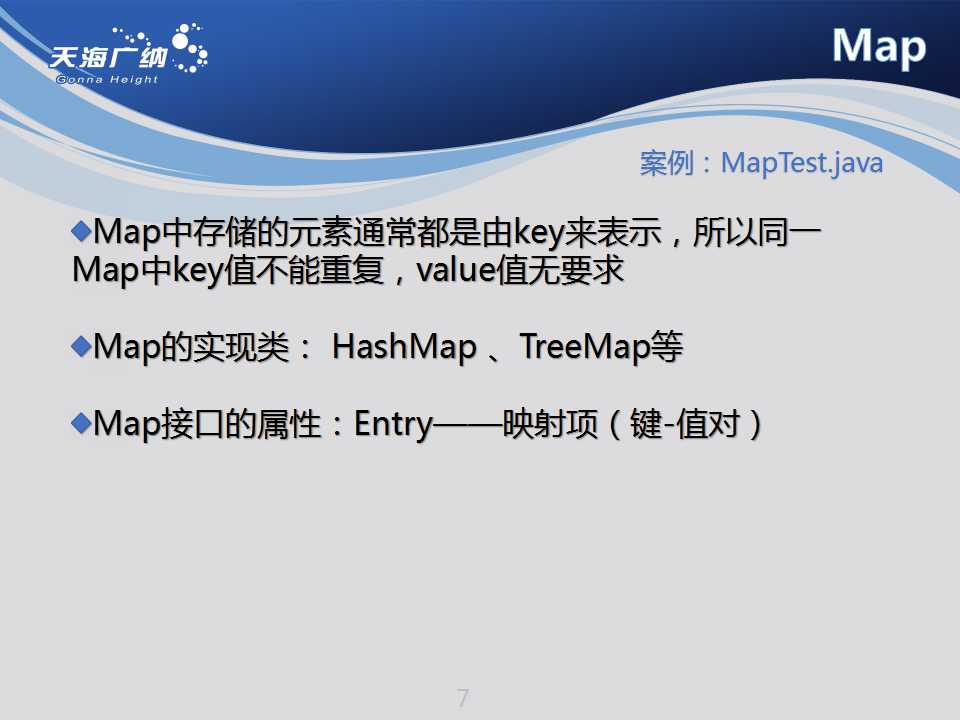 天海广纳
Gonna Height
Map
案例：MapTest.java
Map中存储的元素通常都是由key来表示，所以同一
Map中key值不能重复，value值无要求
Map的实现类： HashMap 、TreeMap等
Map接口的属性：Entry——映射项（键-值对）
7